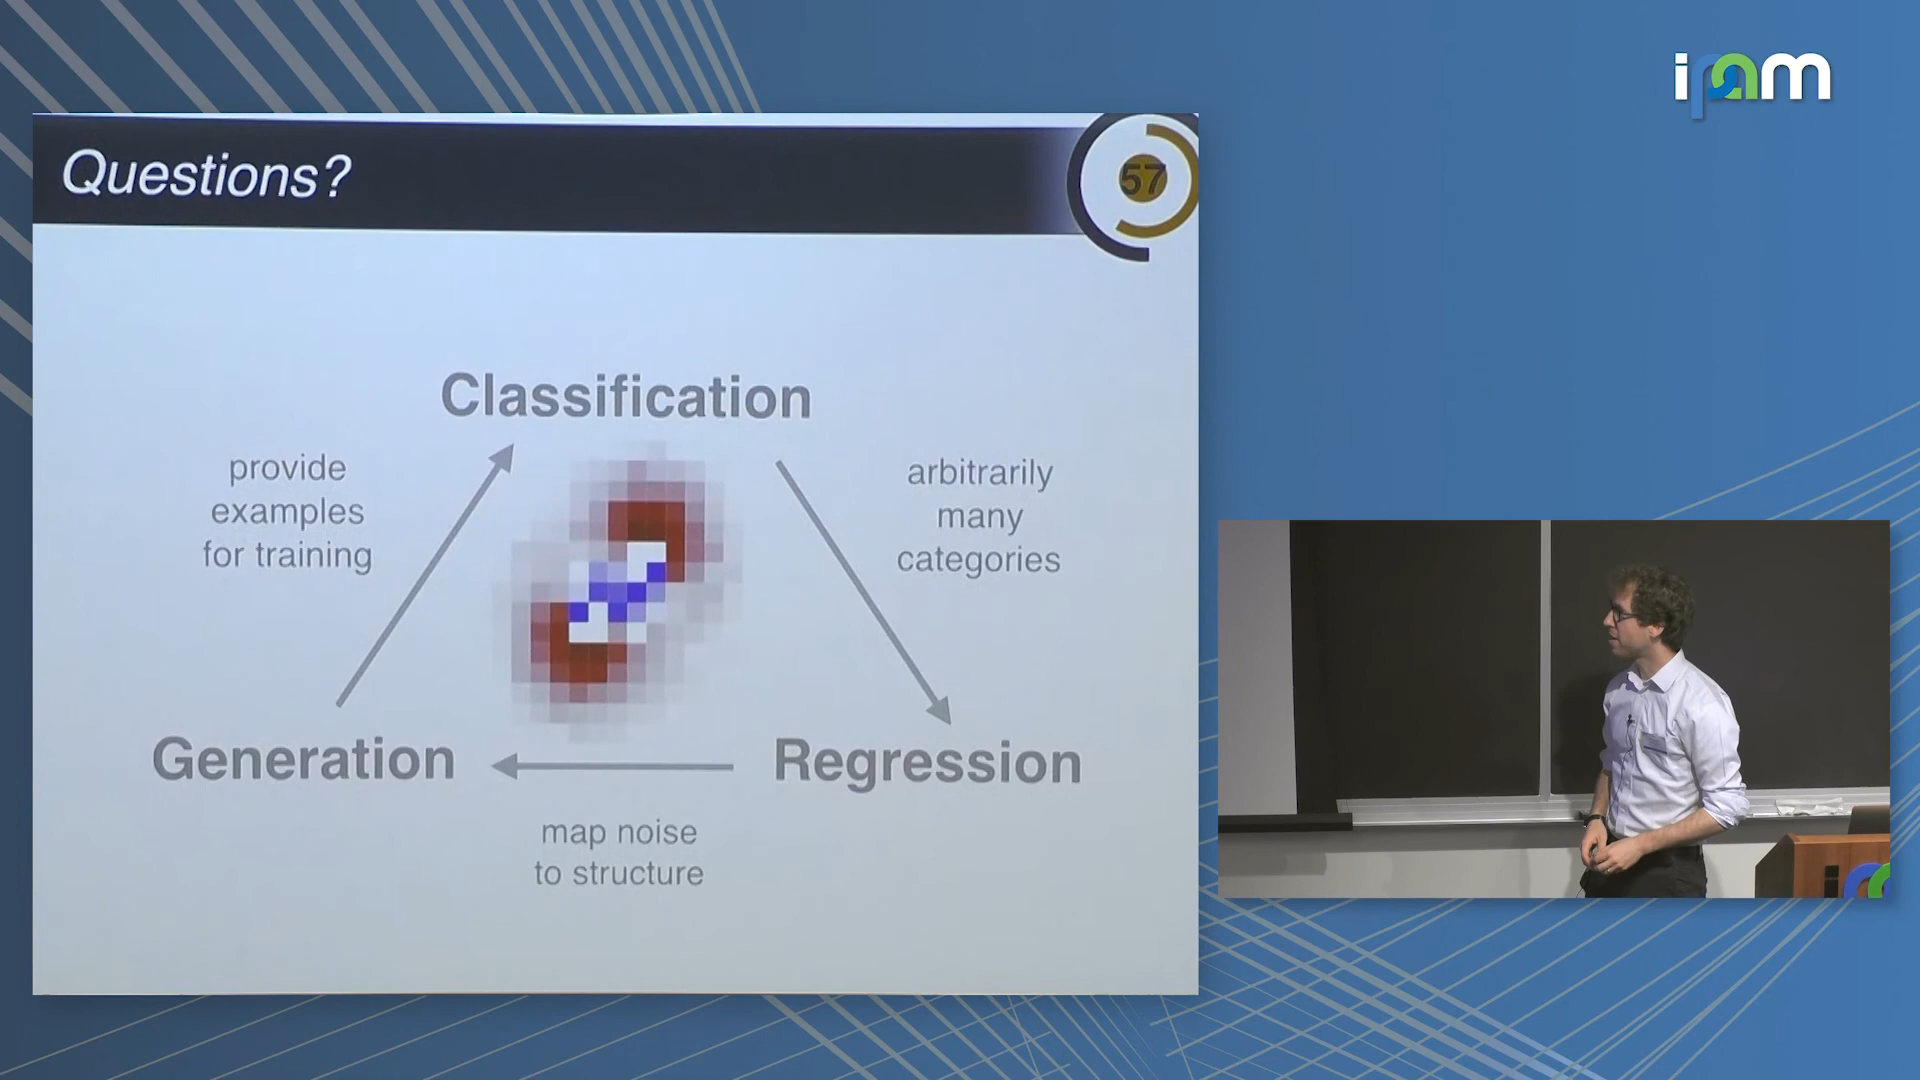 ipam
Questions?
57
Classification
provide
examples
for training
arbitrarily
many
categories
Generation
Regression
map noise
to structure